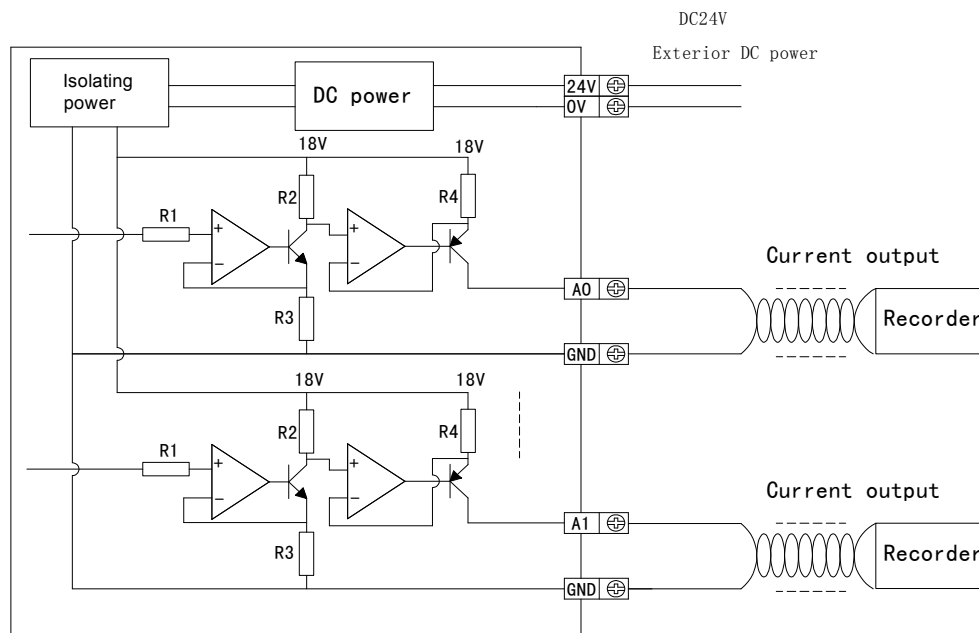 DC24V
Exterior DC power
Isolating
power
DC power
24V
0V
18V
18V
R2
R4
R1
+
−
+
−
R3
A0
GND
Current output
Recorder
18V
18V
R2
R4
R1
+
−
+
−
R3
A1
GND
Current output
Recorder